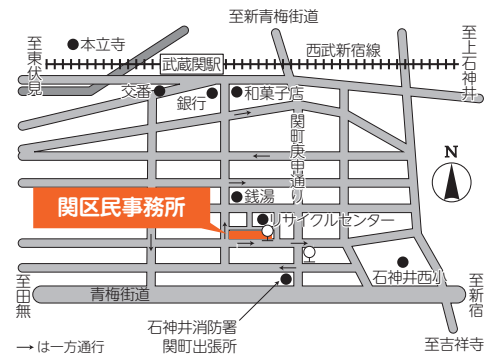 至新青梅街道
至東伏見
本立寺
武蔵関駅
西武新宿線
至上石神井
交番
銀行
和菓子店
関町庚申通り
N
銭湯
関区民事務所
リサイクルセンター
石神井西小
至田無
青梅街道
至新宿
石神井消防署
関町出張所
→は一方通行
至吉祥寺